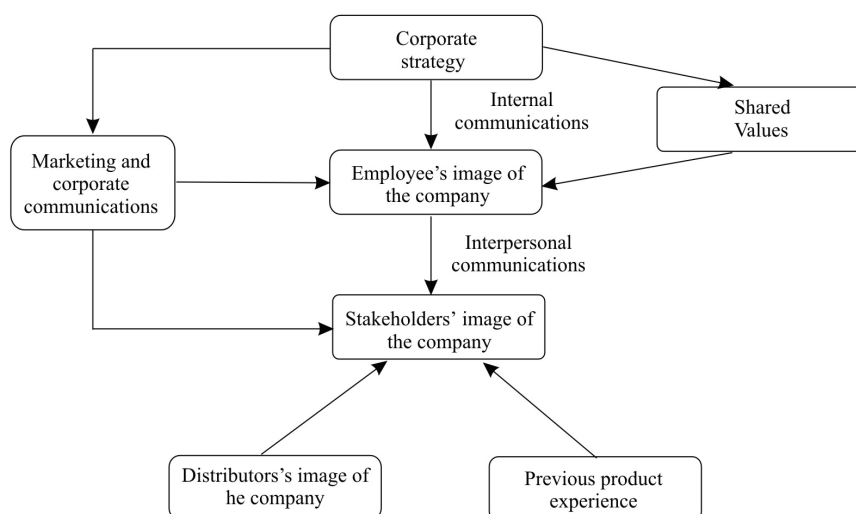 Corporate
strategy
Internal
communications
Shared
Values
Marketing and
corporate
communications
Employee's image of
the company
Interpersonal
communications
Stakeholders' image of
the company
Distributors's image of
he company
Previous product
experience